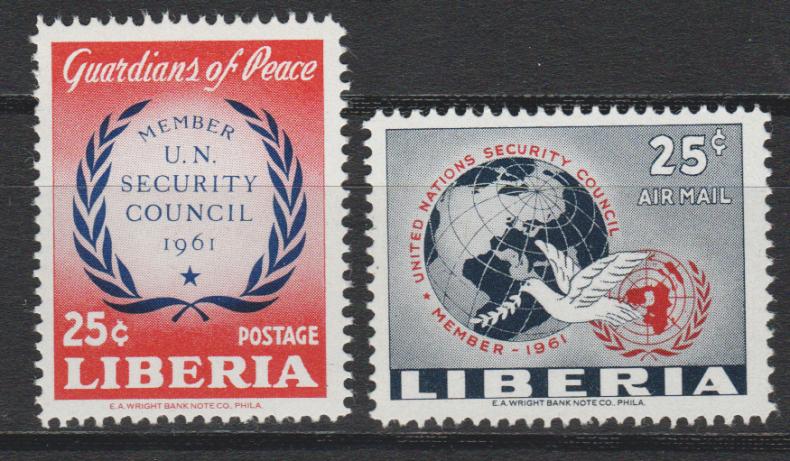 Guardians of Peace
MEMBER
U.N.
SECURITY
COUNCIL
1961
25¢
POSTAGE
LIBERIA
E.A. WRIGHT BANK NOTE CO., PHILA.
25¢
AIR MAIL
UNITED NATIONS SECURITY COUNCIL
★ MEMBER - 1961
LIBERIA
E.A. WRIGHT BANK NOTE CO., PHILA.